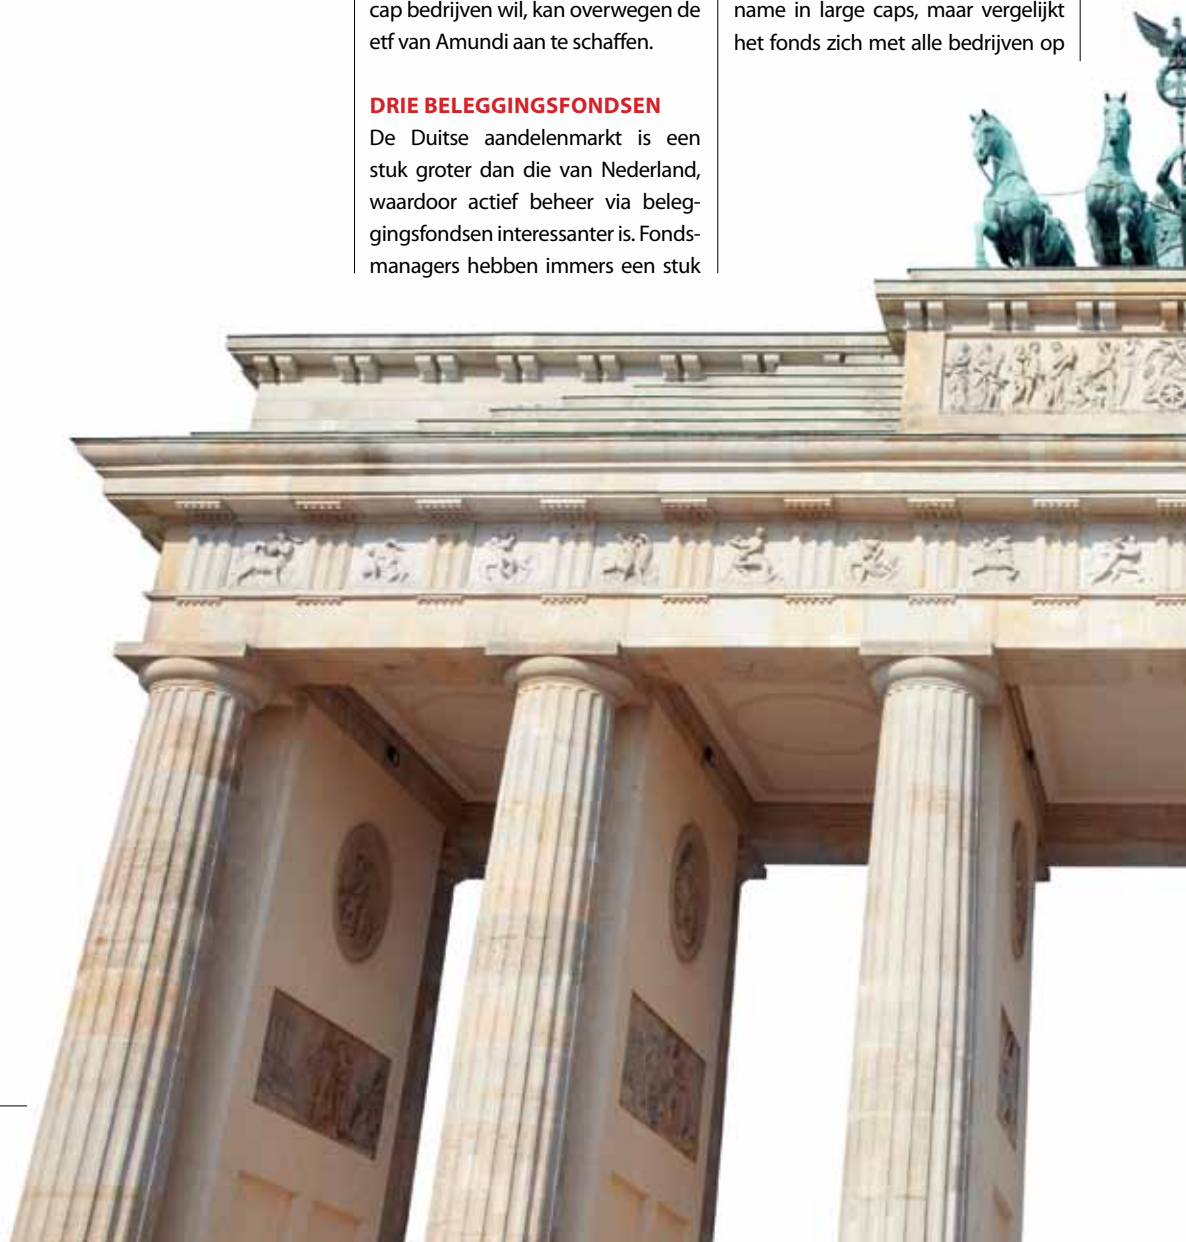 cap bedrijven wil, kan overwegen de
etf van Amundi aan te schaffen.
DRIE BELEGGINGSFONDSEN
De Duitse aandelenmarkt is een
stuk groter dan die van Nederland,
waardoor actief beheer via beleg-
gingsfondsen interessanter is. Fonds-
managers hebben immers een stuk
name in large caps, maar vergelijkt
het fonds zich met alle bedrijven op